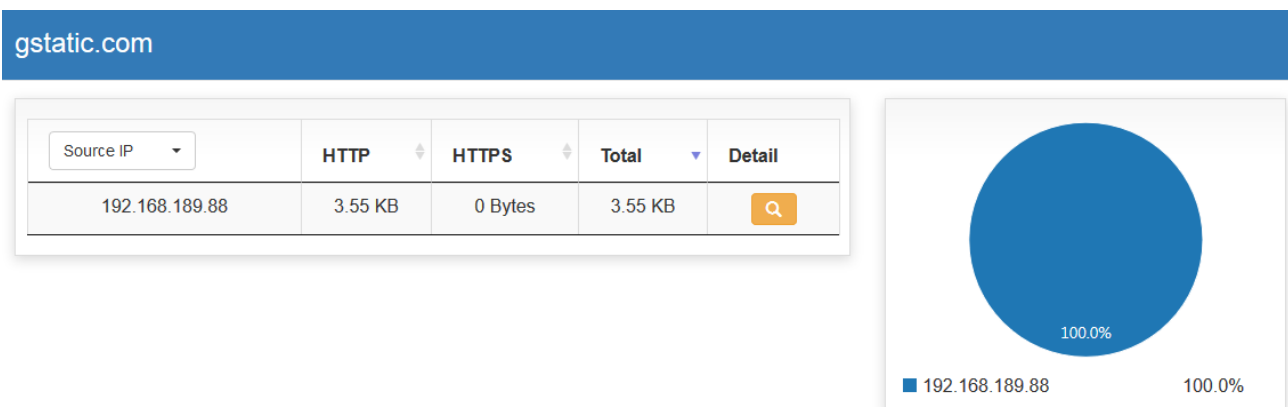 gstatic.com
Source IP HTTP HTTPS Total Detail
192.168.189.88 3.55 KB 0 Bytes 3.55 KB
100.0%
192.168.189.88 100.0%